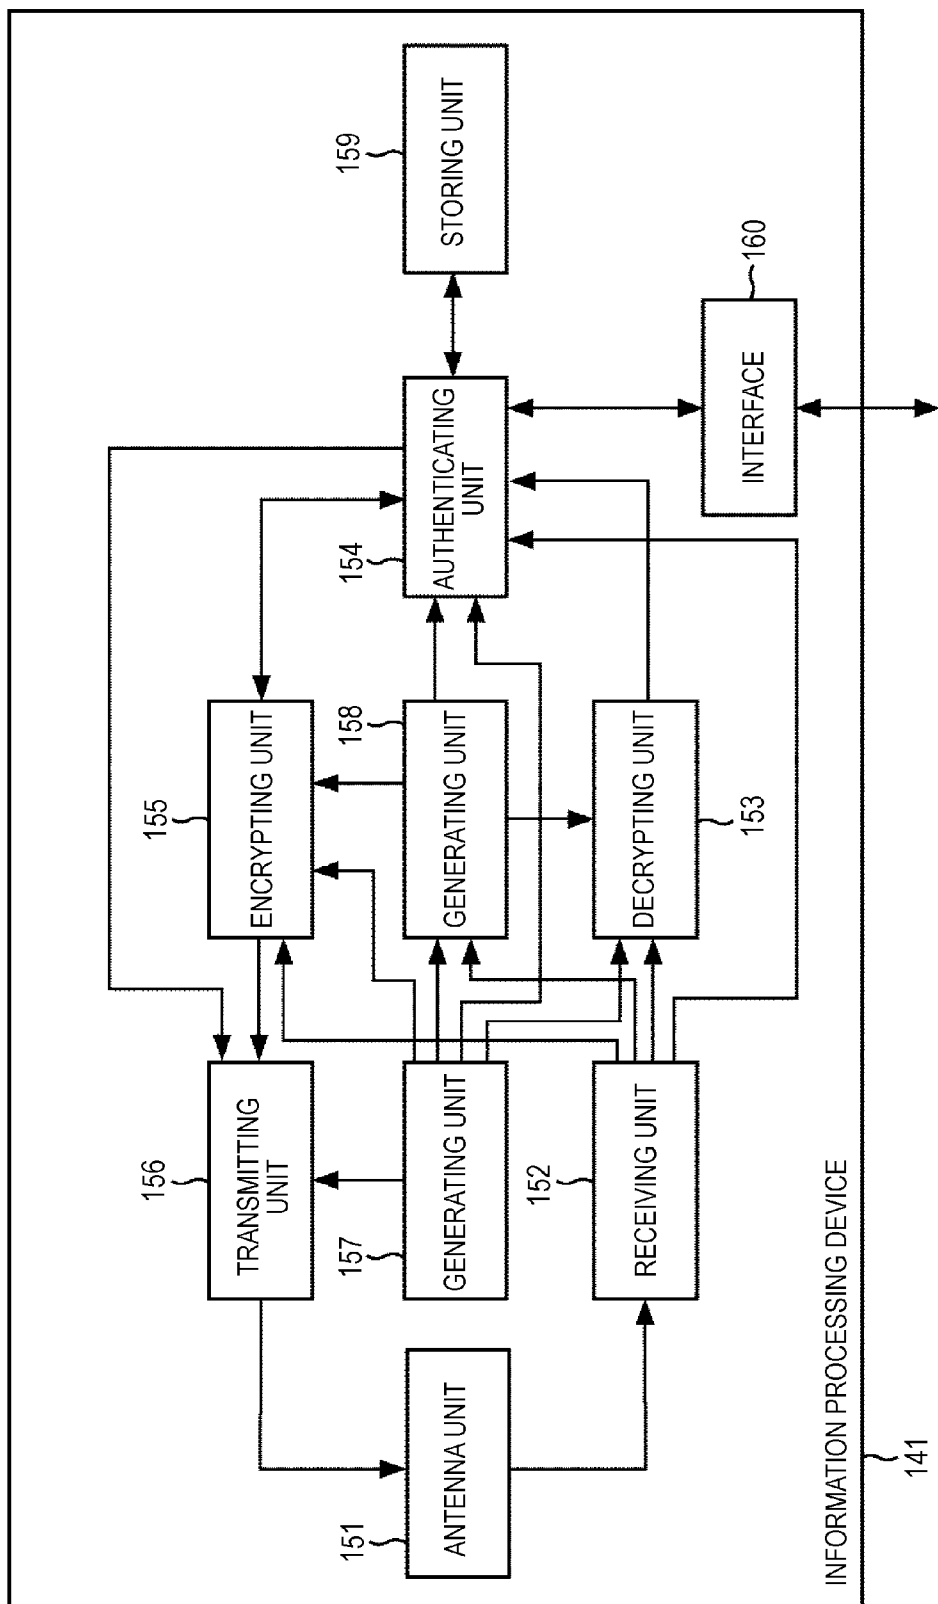 INFORMATION PROCESSING DEVICE
141
151
ANTENNA UNIT
156
TRANSMITTING
UNIT
157
GENERATING UNIT
152
RECEIVING UNIT
155
ENCRYPTING UNIT
158
GENERATING UNIT
153
DECRYPTING UNIT
154
AUTHENTICATING
UNIT
159
STORING UNIT
160
INTERFACE